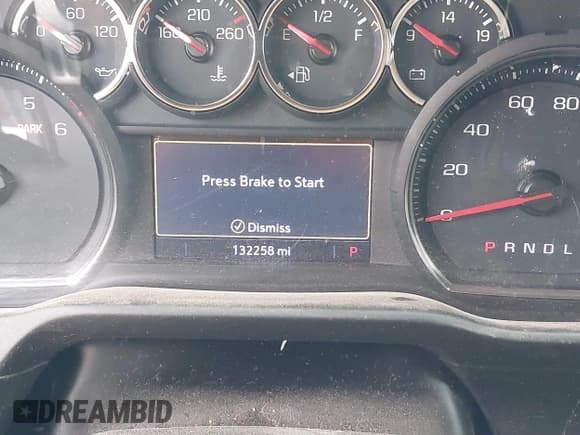 0 60 120
160 210 260
E 1/2 F
9 14 19
5
PARK 6
Press Brake to Start
Dismiss
132258 mi P
0 20 40 60 80
P R N D L
DREAMBID